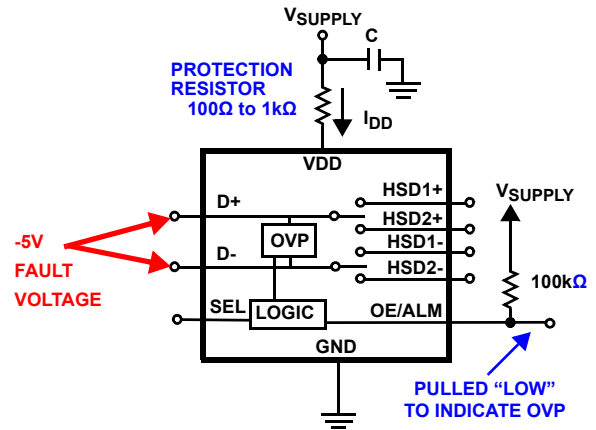 VSUPPLY
C
PROTECTION
RESISTOR
100Ω to 1kΩ
IDD
VDD
D+
HSD1+
HSD2+
HSD1-
HSD2-
OVP
D-
-5V
FAULT
VOLTAGE
SEL
LOGIC
OE/ALM
GND
VSUPPLY
100kΩ
PULLED “LOW”
TO INDICATE OVP